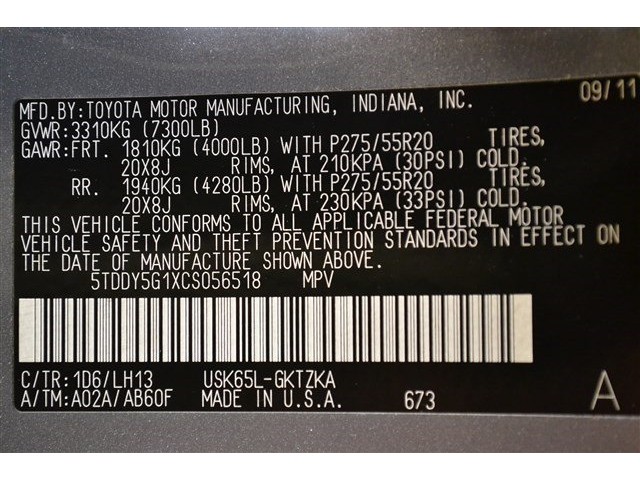 09/11
MFD.BY:TOYOTA MOTOR MANUFACTURING, INDIANA, INC.
GVWR:3310KG (7300LB)
GAWR:FRT. 1810KG (4000LB) WITH P275/55R20 TIRES,
20X8J RIMS, AT 210KPA (30PSI) COLD.
RR. 1940KG (4280LB) WITH P275/55R20 TIRES,
20X8J RIMS, AT 230KPA (33PSI) COLD.
THIS VEHICLE CONFORMS TO ALL APPLICABLE FEDERAL MOTOR
VEHICLE SAFETY AND THEFT PREVENTION STANDARDS IN EFFECT ON
THE DATE OF MANUFACTURE SHOWN ABOVE.
5TDDY5G1XCS056518 MPV
C/TR:1D6/LH13 USK65L-GKTZKA
A/TM:A02A/AB60F MADE IN U.S.A. 673 A